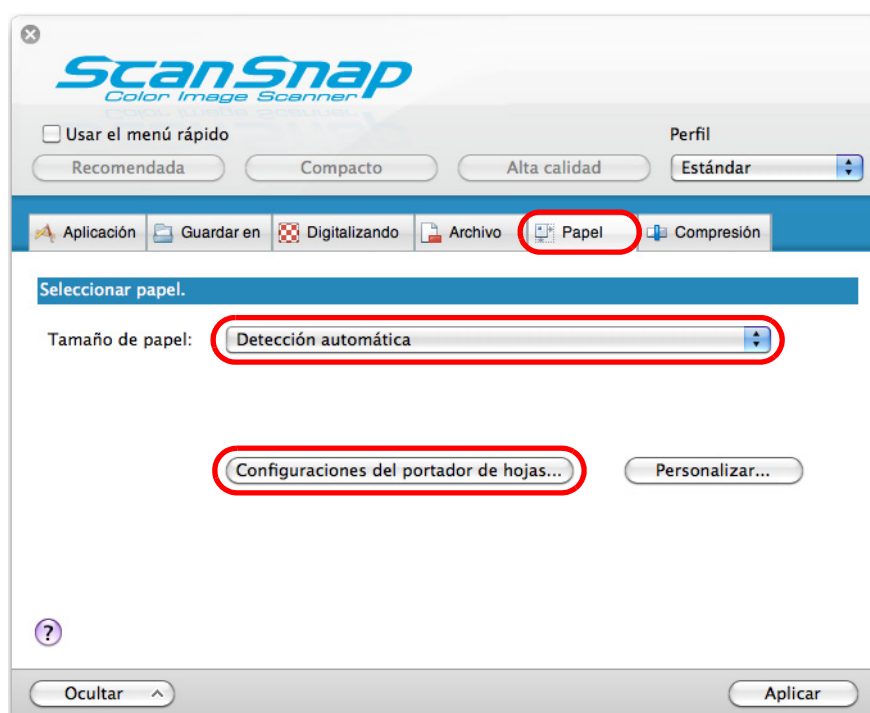 ScanSnap
Color Image Scanner
Usar el menú rápido
Perfil
Recomendada Compacto Alta calidad Estándar
Aplicación Guardar en Digitalizando Archivo Papel Compresión
Seleccionar papel.
Tamaño de papel: Detección automática
Configuraciones del portador de hojas... Personalizar...
?
Ocultar Aplicar